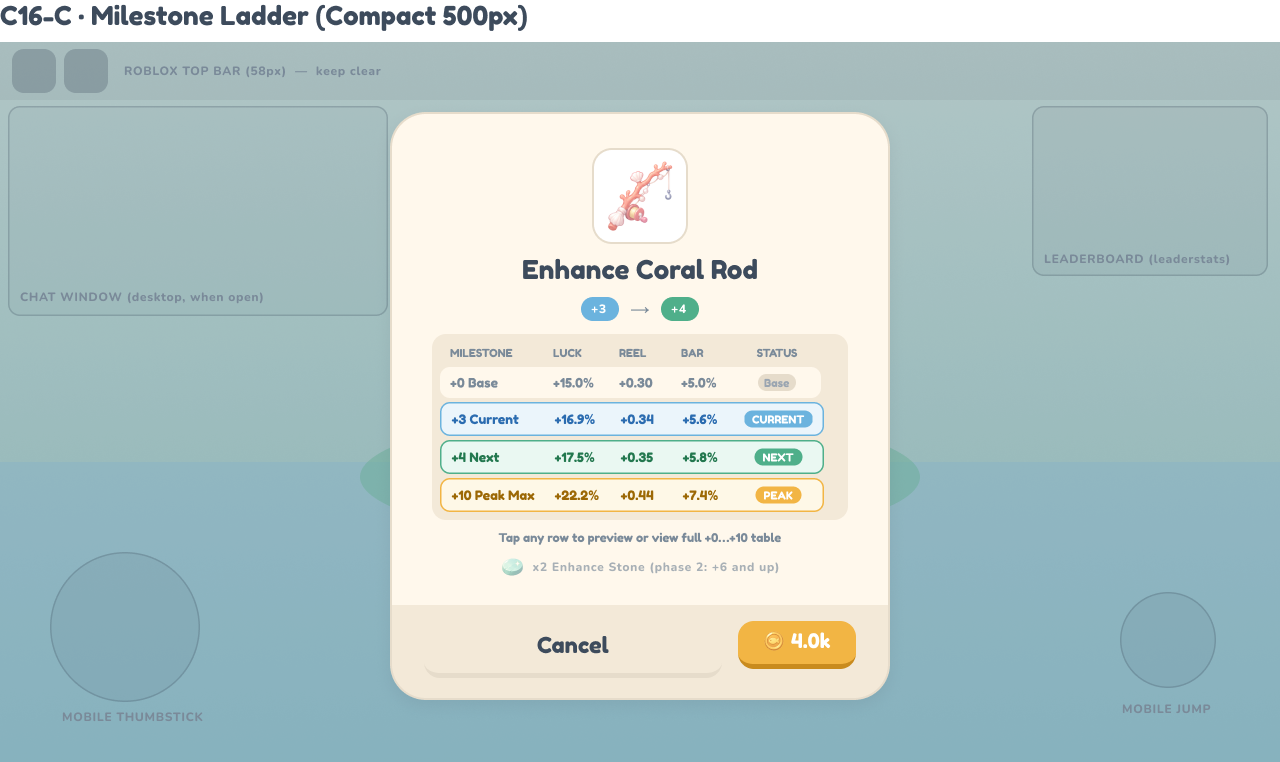 C16-C · Milestone Ladder (Compact 500px)
ROBLOX TOP BAR (58px) — keep clear
CHAT WINDOW (desktop, when open)
LEADERBOARD (leaderstats)
Enhance Coral Rod
+3 → +4
MILESTONE LUCK REEL BAR STATUS
+0 Base +15.0% +0.30 +5.0% Base
+3 Current +16.9% +0.34 +5.6% CURRENT
+4 Next +17.5% +0.35 +5.8% NEXT
+10 Peak Max +22.2% +0.44 +7.4% PEAK
Tap any row to preview or view full +0...+10 table
x2 Enhance Stone (phase 2: +6 and up)
Cancel 4.0k
MOBILE THUMBSTICK
MOBILE JUMP